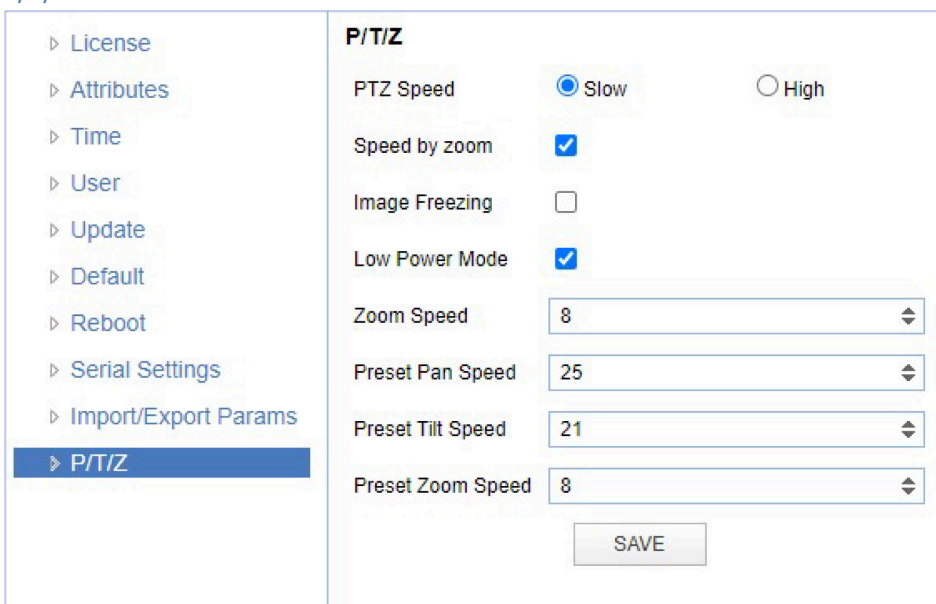 License
Attributes
Time
User
Update
Default
Reboot
Serial Settings
Import/Export Params
P/T/Z
P/T/Z
PTZ Speed Slow High
Speed by zoom
Image Freezing
Low Power Mode
Zoom Speed 8
Preset Pan Speed 25
Preset Tilt Speed 21
Preset Zoom Speed 8
SAVE